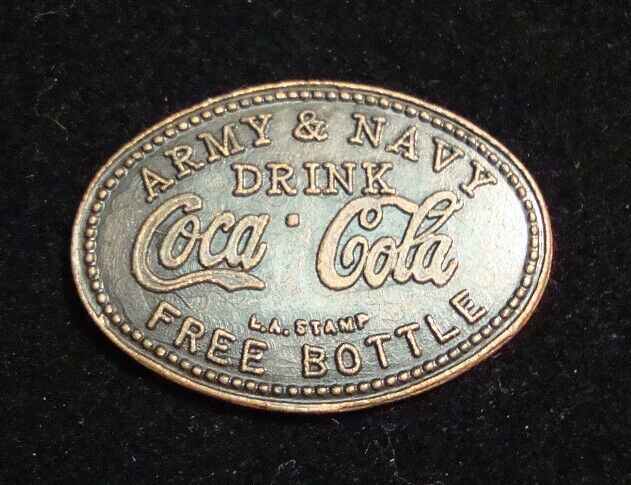 ARMY & NAVY
DRINK
Coca · Cola
L.A. STAMP
FREE BOTTLE